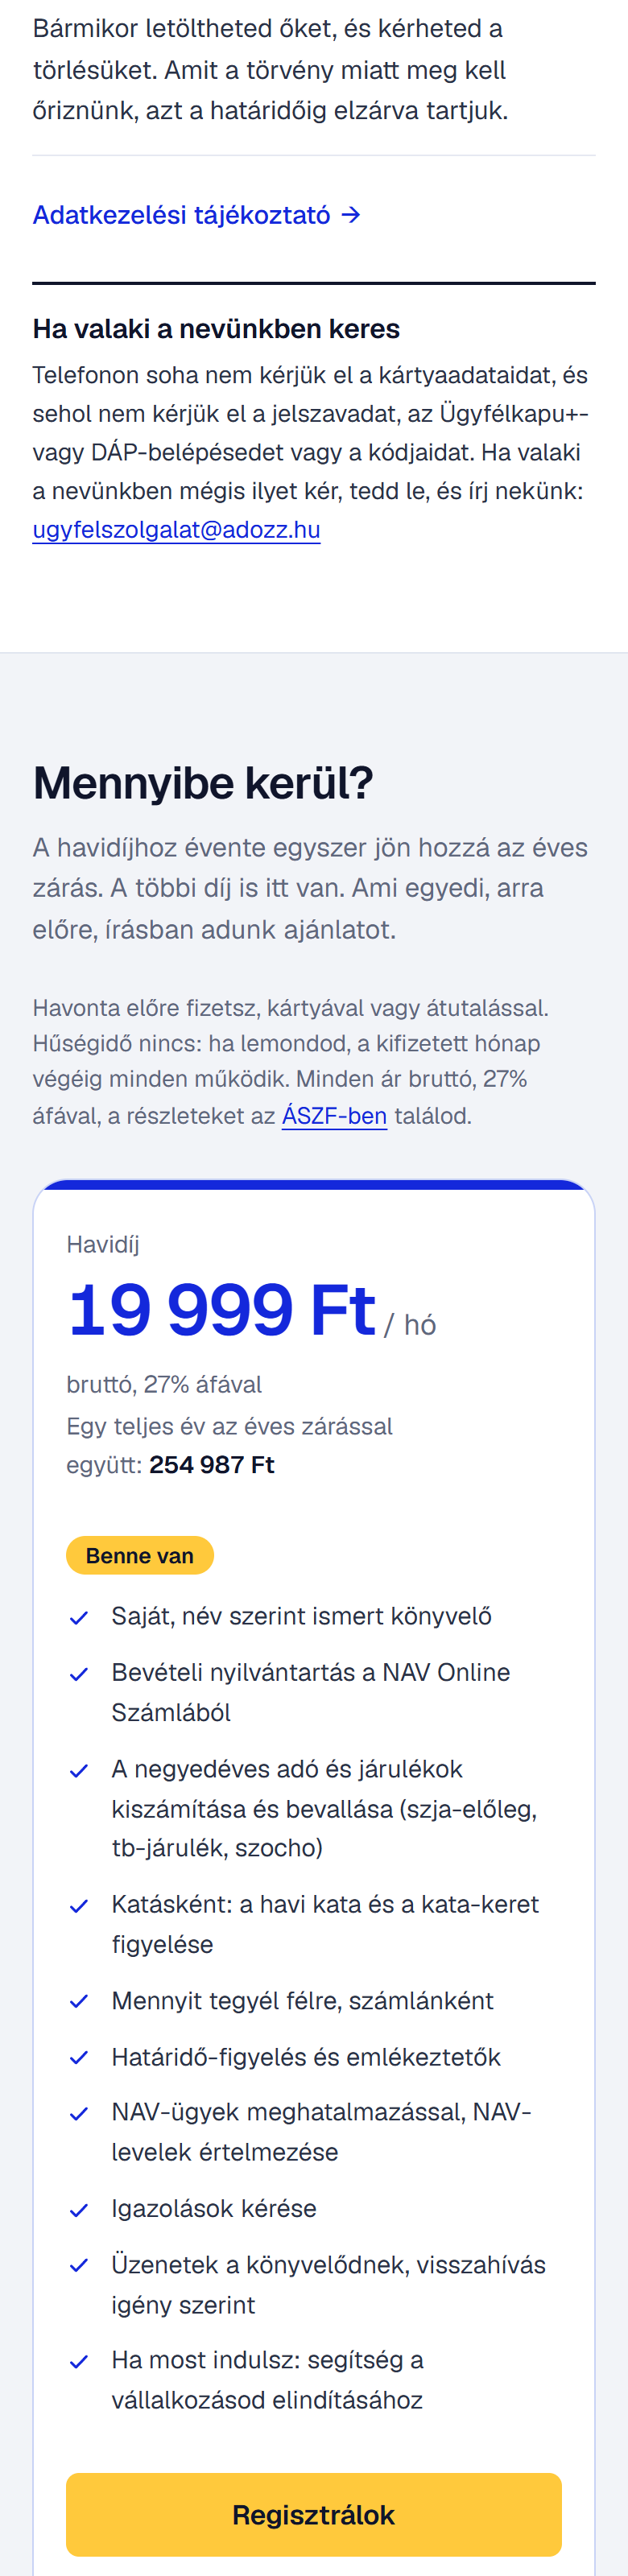 Bármikor letöltheted őket, és kérheted a
törlésüket. Amit a törvény miatt meg kell
őriznünk, azt a határidőig elzárva tartjuk.
Adatkezelési tájékoztató →
Ha valaki a nevünkben keres
Telefonon soha nem kérjük el a kártyaadataidat, és
sehol nem kérjük el a jelszavadat, az Ügyfélkapu+-
vagy DÁP-belépésedet vagy a kódjaidat. Ha valaki
a nevünkben mégis ilyet kér, tedd le, és írj nekünk:
ugyfelszolgalat@adozz.hu
Mennyibe kerül?
A havidíjhoz évente egyszer jön hozzá az éves
zárás. A többi díj is itt van. Ami egyedi, arra
előre, írásban adunk ajánlatot.
Havonta előre fizetsz, kártyával vagy átutalással.
Hűségidő nincs: ha lemondod, a kifizetett hónap
végéig minden működik. Minden ár bruttó, 27%
áfával, a részleteket az ÁSZF-ben találod.
Havidíj
19 999 Ft / hó
bruttó, 27% áfával
Egy teljes év az éves zárással
együtt: 254 987 Ft
Benne van
Saját, név szerint ismert könyvelő
Bevételi nyilvántartás a NAV Online
Számlából
A negyedéves adó és járulékok
kiszámítása és bevallása (szja-előleg,
tb-járulék, szocho)
Katásként: a havi kata és a kata-keret
figyelése
Mennyit tegyél félre, számlánként
Határidő-figyelés és emlékeztetők
NAV-ügyek meghatalmazással, NAV-
levelek értelmezése
Igazolások kérése
Üzenetek a könyvelődnek, visszahívás
igény szerint
Ha most indulsz: segítség a
vállalkozásod elindításához
Regisztrálok